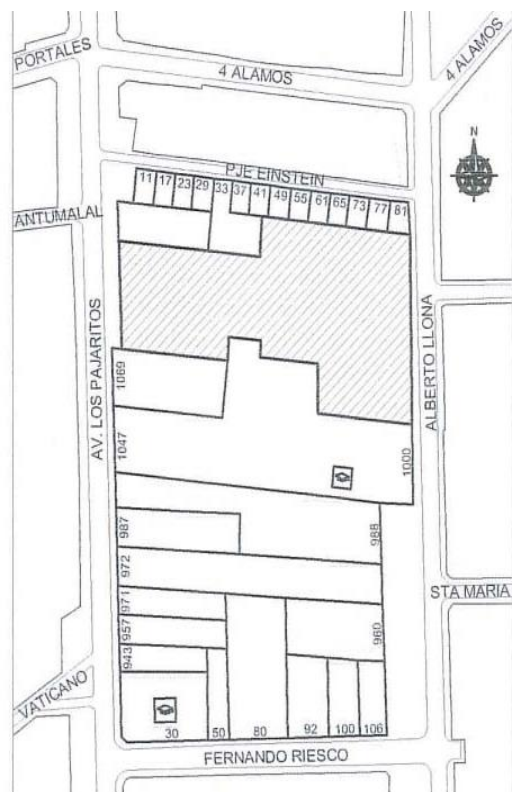 PORTALES
4 ALAMOS
4 ALAMOS
N
PJE EINSTEIN
11 17 23 29 33 37 41 49 55 61 65 73 77 81
ANTUMALAL
AV. LOS PAJARITOS
ALBERTO LLONA
1069
1047
1000
987
988
972
971
957
960
943
STA MARIA
VATICANO
30 50 80 92 100 106
FERNANDO RIESCO